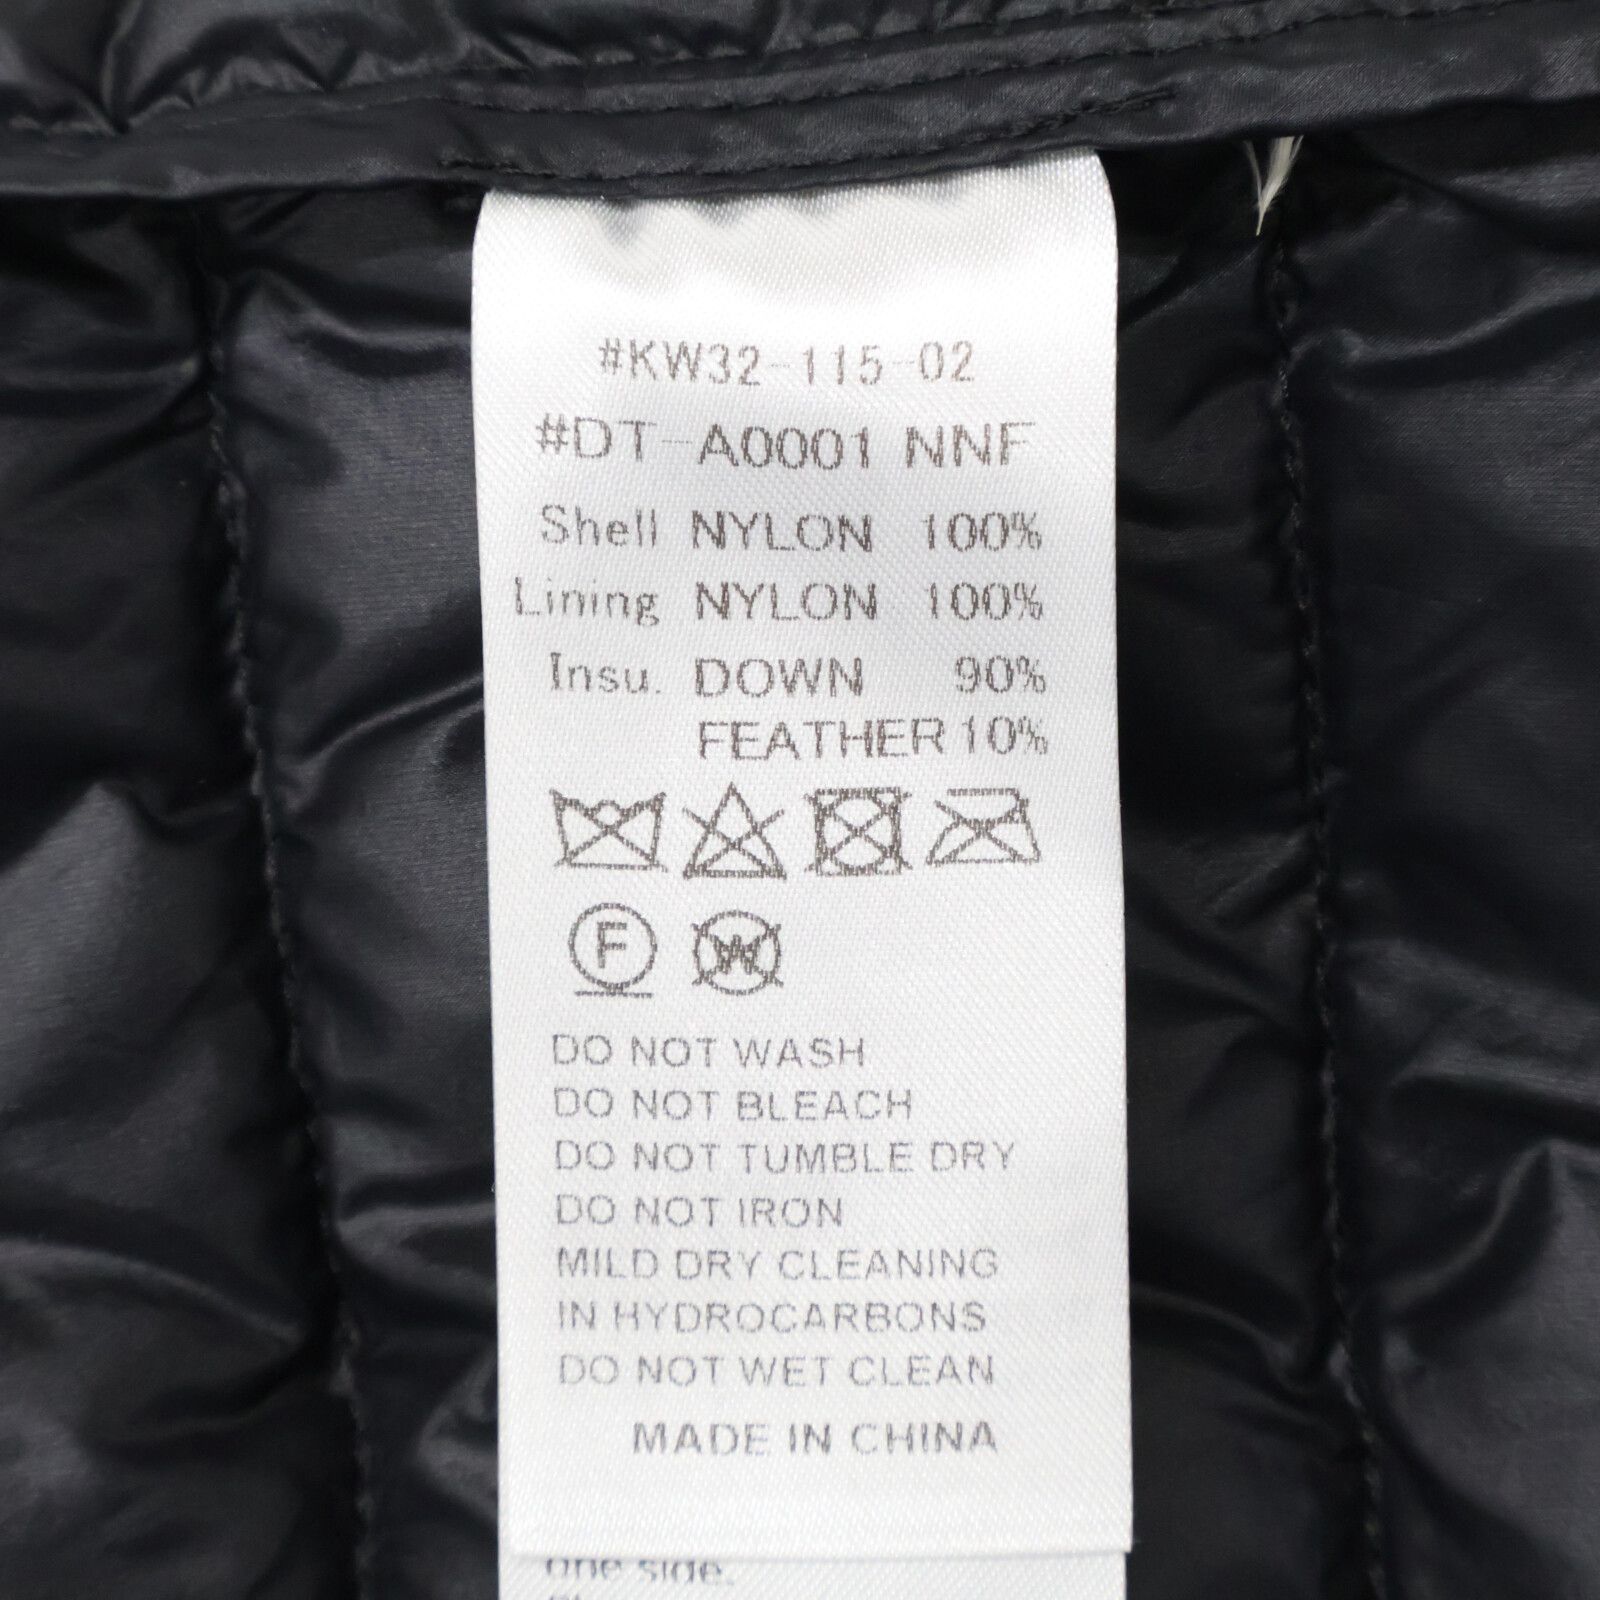 #KW32-115-02
#DT-A0001 NNF
Shell NYLON 100%
Lining NYLON 100%
Insu. DOWN 90%
FEATHER 10%
F W
DO NOT WASH
DO NOT BLEACH
DO NOT TUMBLE DRY
DO NOT IRON
MILD DRY CLEANING
IN HYDROCARBONS
DO NOT WET CLEAN
MADE IN CHINA
one side.